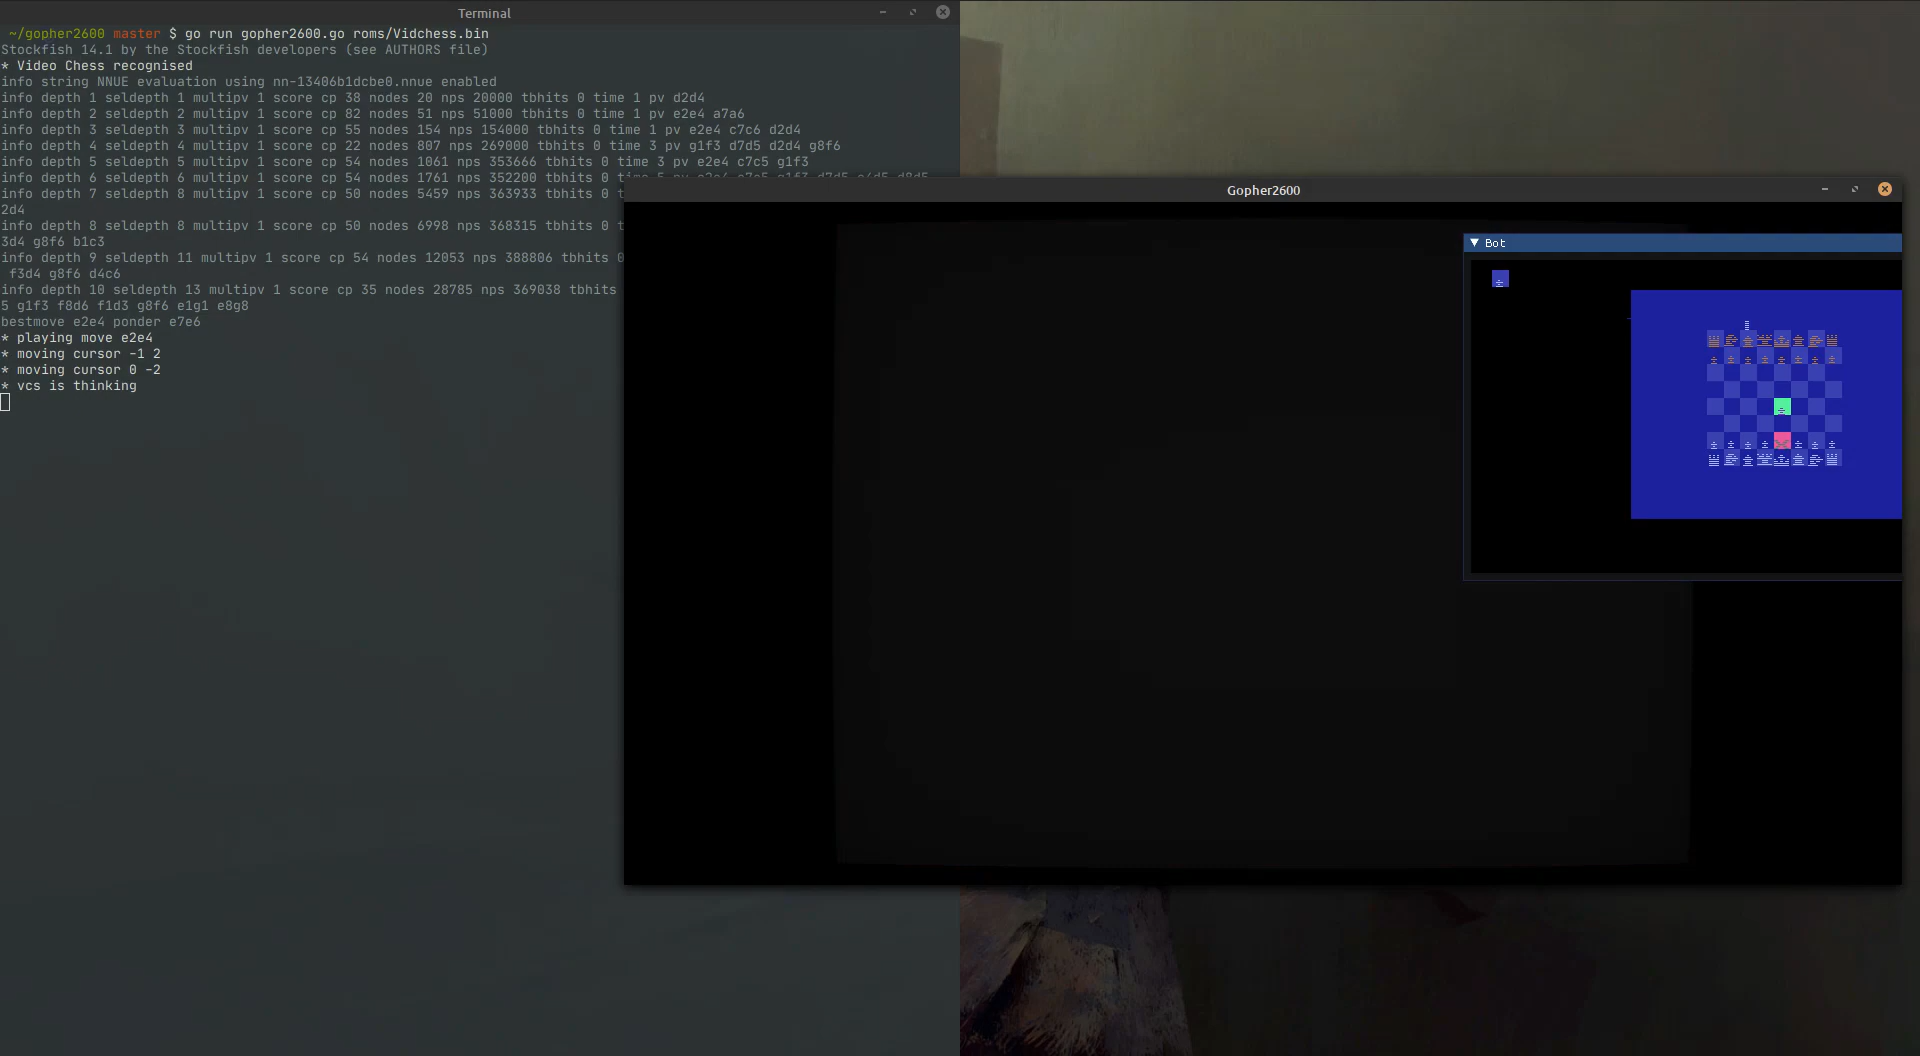 Terminal
~/gopher2600 master $ go run gopher2600.go roms/Vidchess.bin
Stockfish 14.1 by the Stockfish developers (see AUTHORS file)
* Video Chess recognised
info string NNUE evaluation using nn-13406b1dcbe0.nnue enabled
info depth 1 seldepth 1 multipv 1 score cp 38 nodes 20 nps 20000 tbhits 0 time 1 pv d2d4
info depth 2 seldepth 2 multipv 1 score cp 82 nodes 51 nps 51000 tbhits 0 time 1 pv e2e4 a7a6
info depth 3 seldepth 3 multipv 1 score cp 55 nodes 154 nps 154000 tbhits 0 time 1 pv e2e4 c7c6 d2d4
info depth 4 seldepth 4 multipv 1 score cp 22 nodes 807 nps 269000 tbhits 0 time 3 pv g1f3 d7d5 d2d4 g8f6
info depth 5 seldepth 5 multipv 1 score cp 54 nodes 1061 nps 353666 tbhits 0 time 3 pv e2e4 c7c5 g1f3
info depth 6 seldepth 6 multipv 1 score cp 54 nodes 1761 nps 352200 tbhits 0 time 5 pv e2e4 c7c5 g1f3 d7d5 e4d5 d8d5
info depth 7 seldepth 8 multipv 1 score cp 50 nodes 5459 nps 363933 tbhits 0 t
2d4
info depth 8 seldepth 8 multipv 1 score cp 50 nodes 6998 nps 368315 tbhits 0 t
3d4 g8f6 b1c3
info depth 9 seldepth 11 multipv 1 score cp 54 nodes 12053 nps 388806 tbhits 0
f3d4 g8f6 d4c6
info depth 10 seldepth 13 multipv 1 score cp 35 nodes 28785 nps 369038 tbhits
5 g1f3 f8d6 f1d3 g8f6 e1g1 e8g8
bestmove e2e4 ponder e7e6
* playing move e2e4
* moving cursor -1 2
* moving cursor 0 -2
* vcs is thinking
Gopher2600
Bot